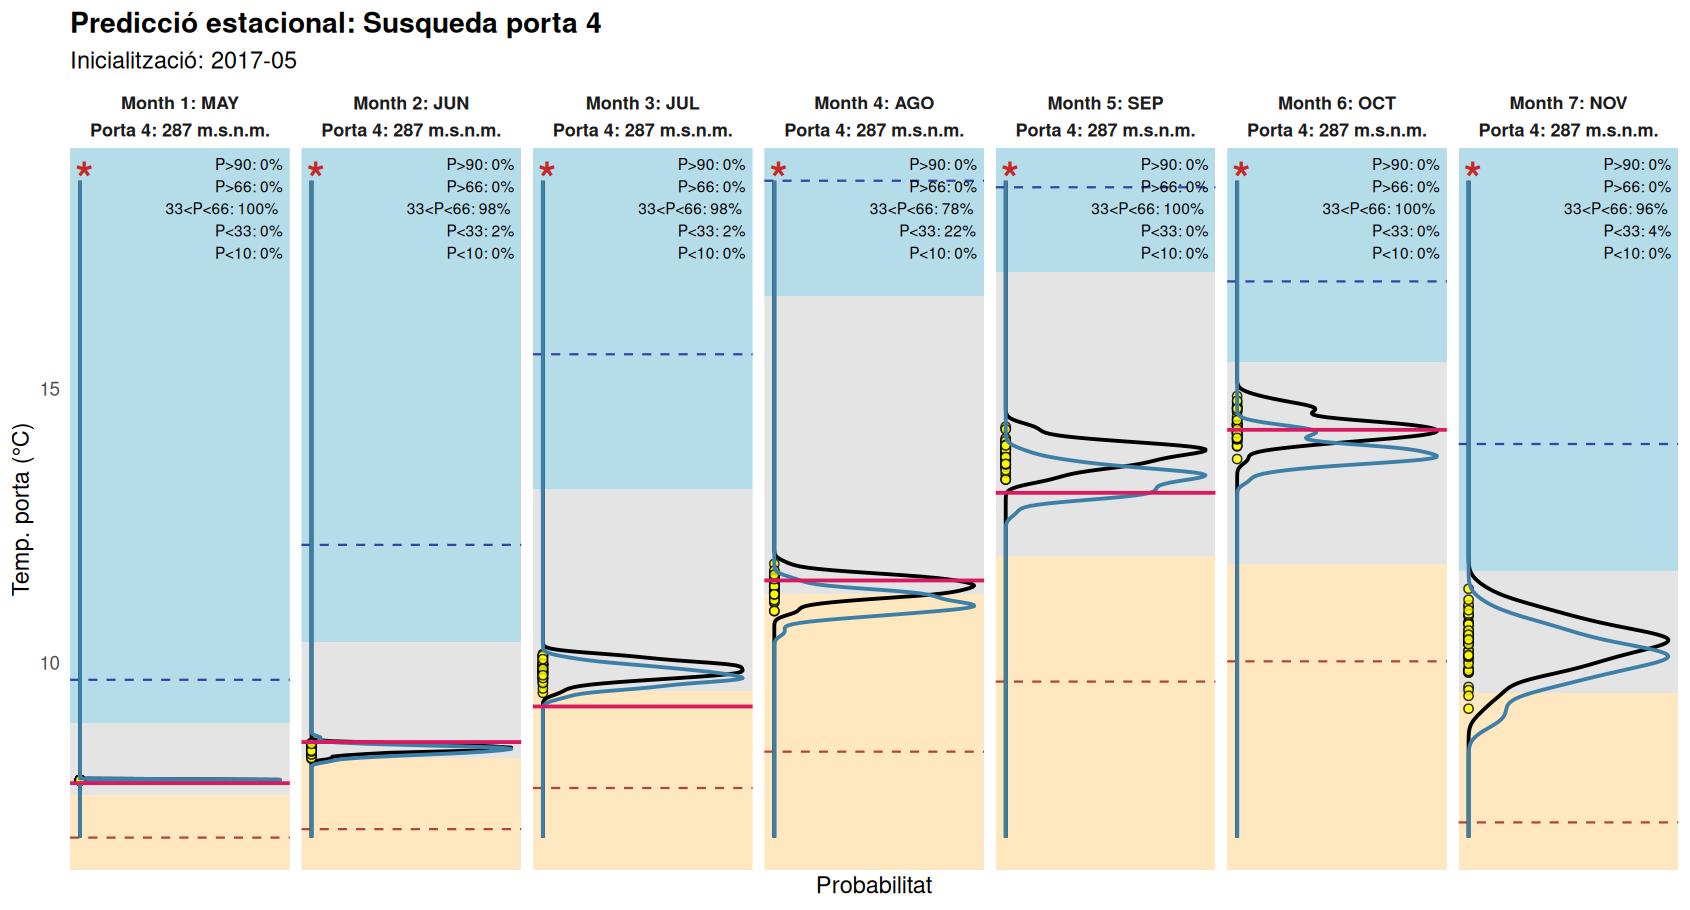 Predicció estacional: Susqueda porta 4
Inicialització: 2017-05
Month 1: MAY
Porta 4: 287 m.s.n.m.
Month 2: JUN
Porta 4: 287 m.s.n.m.
Month 3: JUL
Porta 4: 287 m.s.n.m.
Month 4: AGO
Porta 4: 287 m.s.n.m.
Month 5: SEP
Porta 4: 287 m.s.n.m.
Month 6: OCT
Porta 4: 287 m.s.n.m.
Month 7: NOV
Porta 4: 287 m.s.n.m.
*
P>90: 0%
P>66: 0%
33<P<66: 100%
P<33: 0%
P<10: 0%
*
P>90: 0%
P>66: 0%
33<P<66: 98%
P<33: 2%
P<10: 0%
*
P>90: 0%
P>66: 0%
33<P<66: 98%
P<33: 2%
P<10: 0%
*
P>90: 0%
P>66: 0%
33<P<66: 78%
P<33: 22%
P<10: 0%
*
P>90: 0%
P>66: 0%
33<P<66: 100%
P<33: 0%
P<10: 0%
*
P>90: 0%
P>66: 0%
33<P<66: 100%
P<33: 0%
P<10: 0%
*
P>90: 0%
P>66: 0%
33<P<66: 96%
P<33: 4%
P<10: 0%
15
10
Temp. porta (°C)
Probabilitat